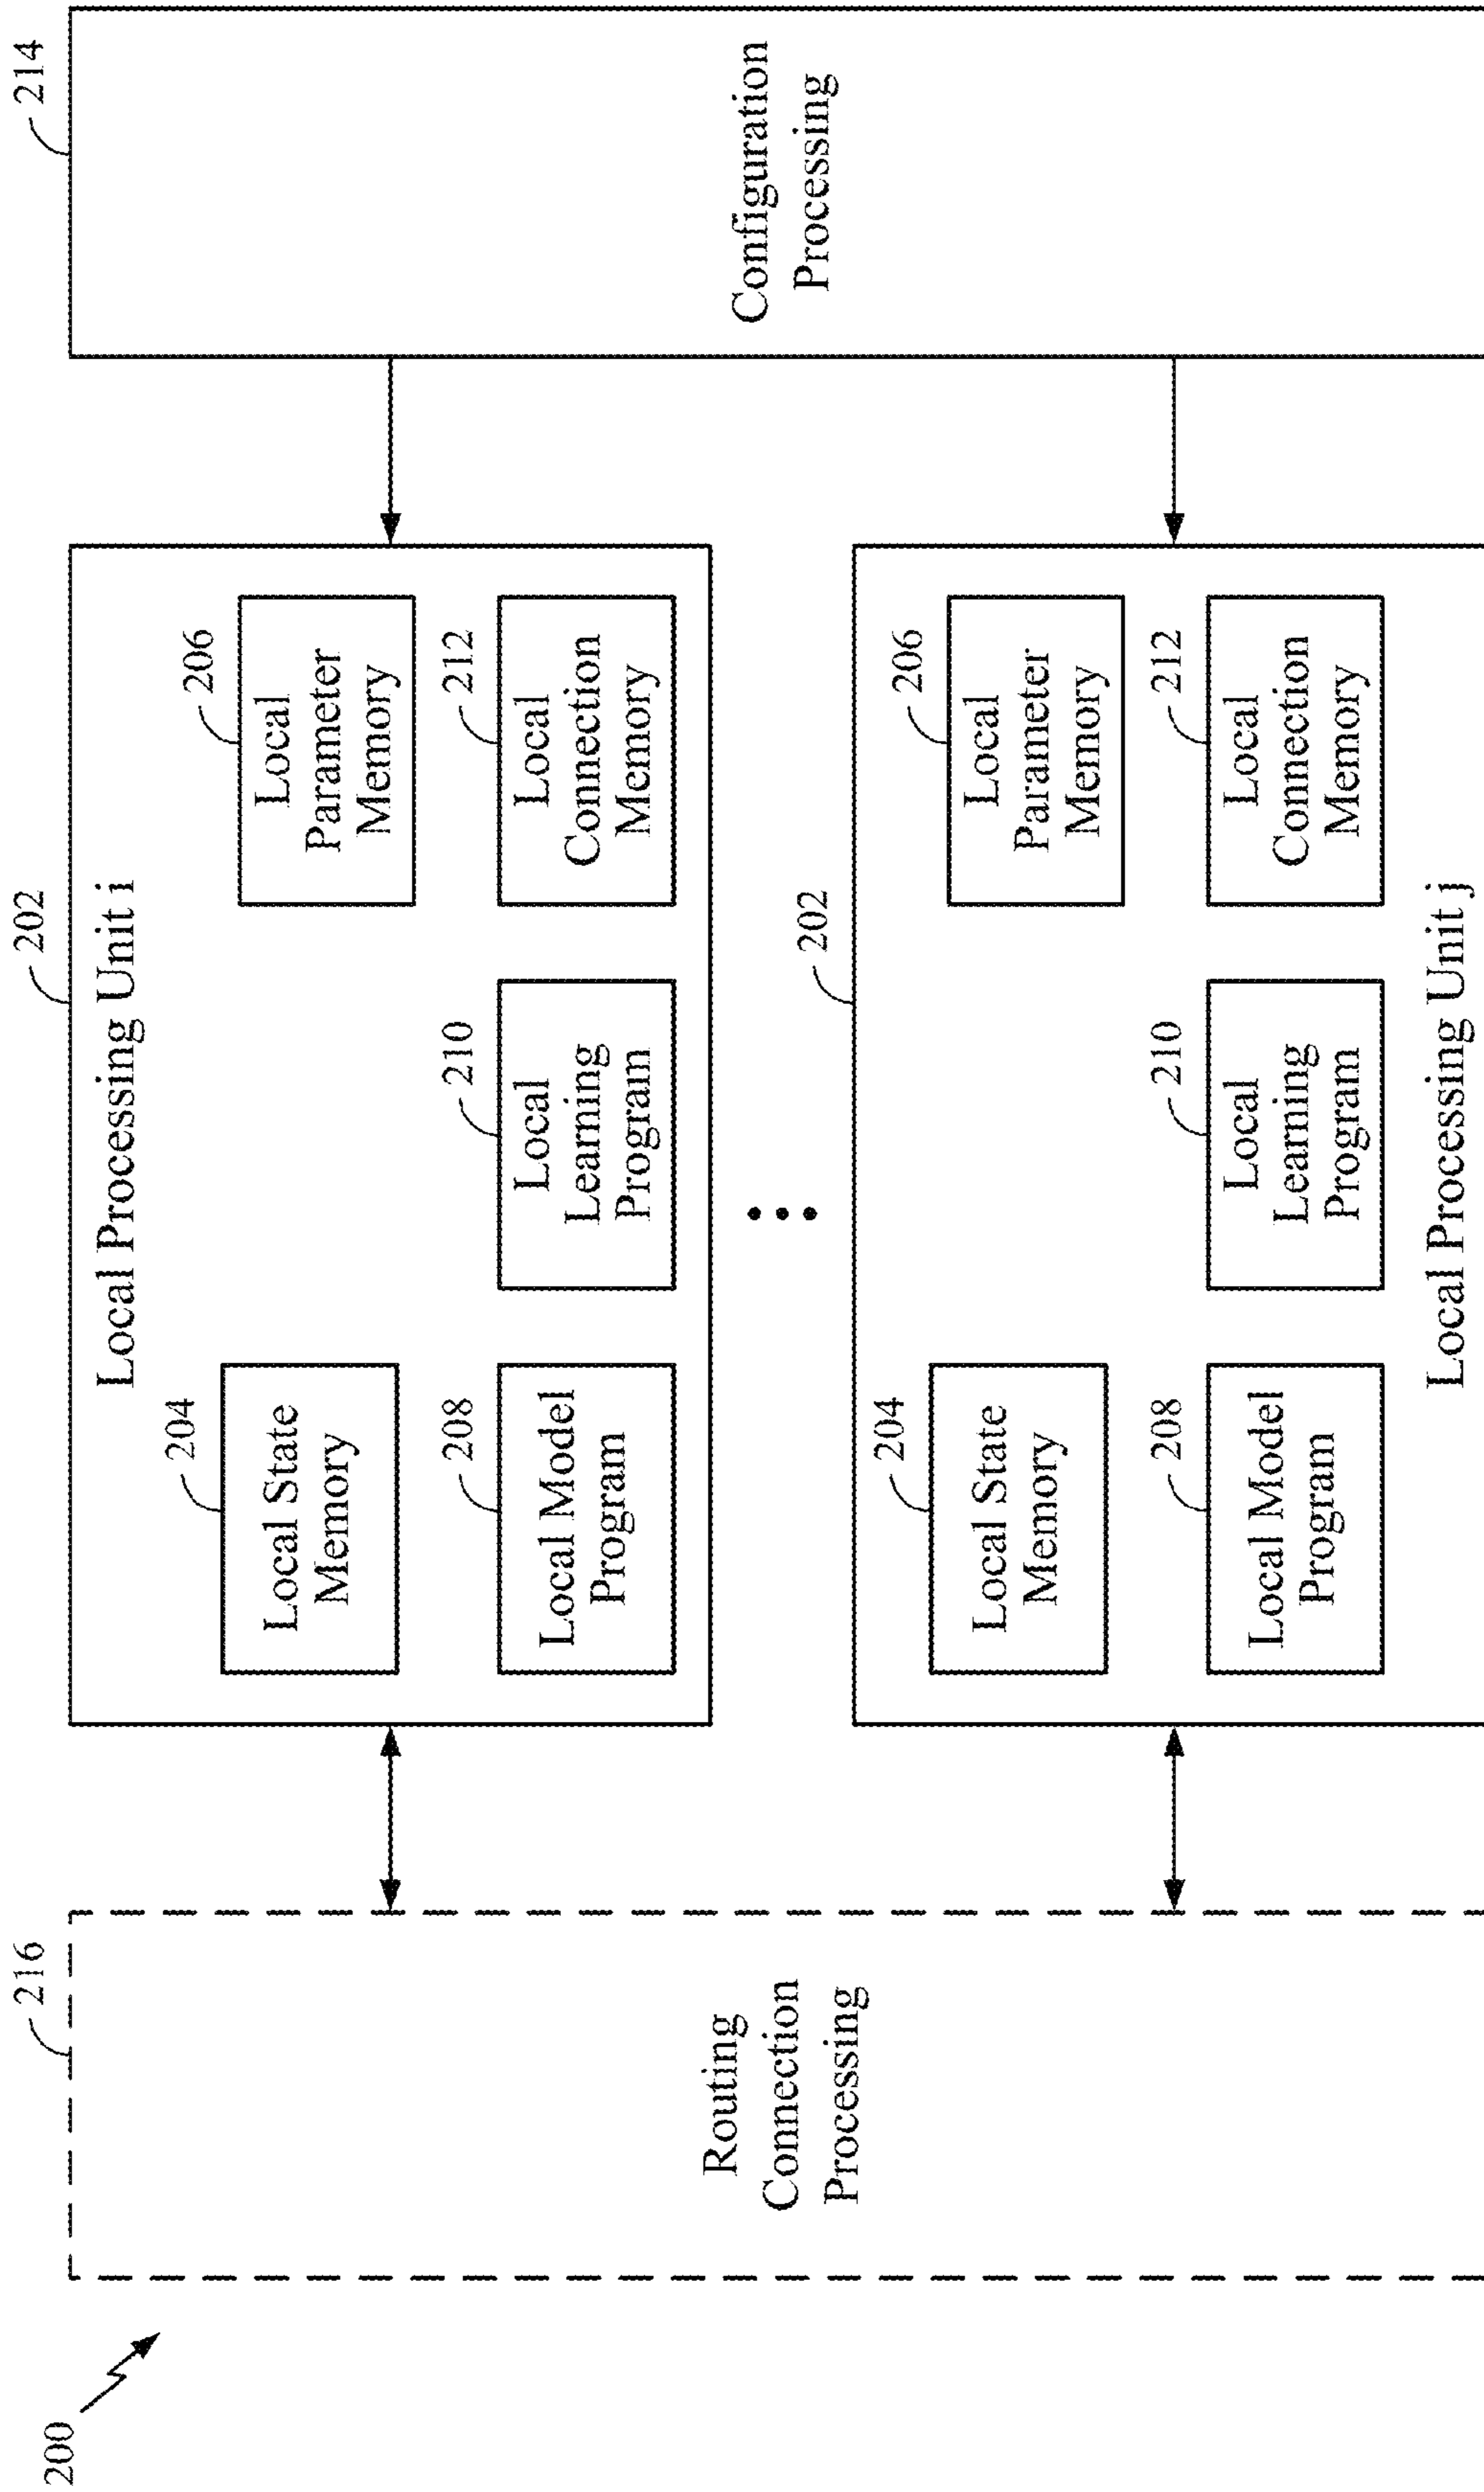 200
216
Routing
Connection
Processing
202
Local Processing Unit i
204
Local State
Memory
206
Local
Parameter
Memory
208
Local Model
Program
210
Local
Learning
Program
212
Local
Connection
Memory
202
204
Local State
Memory
206
Local
Parameter
Memory
208
Local Model
Program
210
Local
Learning
Program
212
Local
Connection
Memory
Local Processing Unit j
214
Configuration
Processing